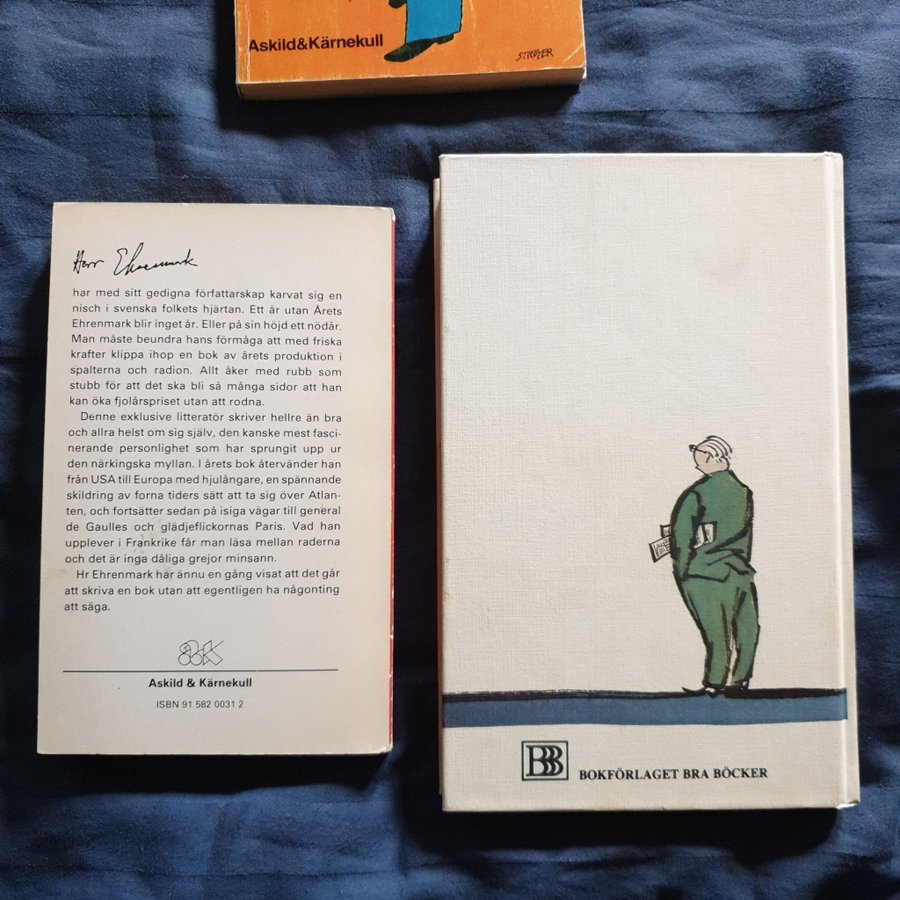 Askild&Kärnekull
STRØYER
Herr Ehrenmark
har med sitt gedigna författarskap karvat sig en
nisch i svenska folkets hjärtan. Ett år utan Årets
Ehrenmark blir inget år. Eller på sin höjd ett nödår.
Man måste beundra hans förmåga att med friska
krafter klippa ihop en bok av årets produktion i
spalterna och radion. Allt åker med rubb som
stubb för att det ska bli så många sidor att han
kan öka fjolårspriset utan att rodna.
Denne exklusive litteratör skriver hellre än bra
och allra helst om sig själv, den kanske mest fasci-
nerande personlighet som har sprungit upp ur
den närkingska myllan. I årets bok återvänder han
från USA till Europa med hjulångare, en spännande
skildring av forna tiders sätt att ta sig över Atlan-
ten, och fortsätter sedan på isiga vägar till general
de Gaulles och glädjeflickornas Paris. Vad han
upplever i Frankrike får man läsa mellan raderna
och det är inga dåliga grejor minsann.
Hr Ehrenmark har ännu en gång visat att det går
att skriva en bok utan att egentligen ha någonting
att säga.
A&K
Askild & Kärnekull
ISBN 91 582 0031 2
BBB
BOKFÖRLAGET BRA BÖCKER